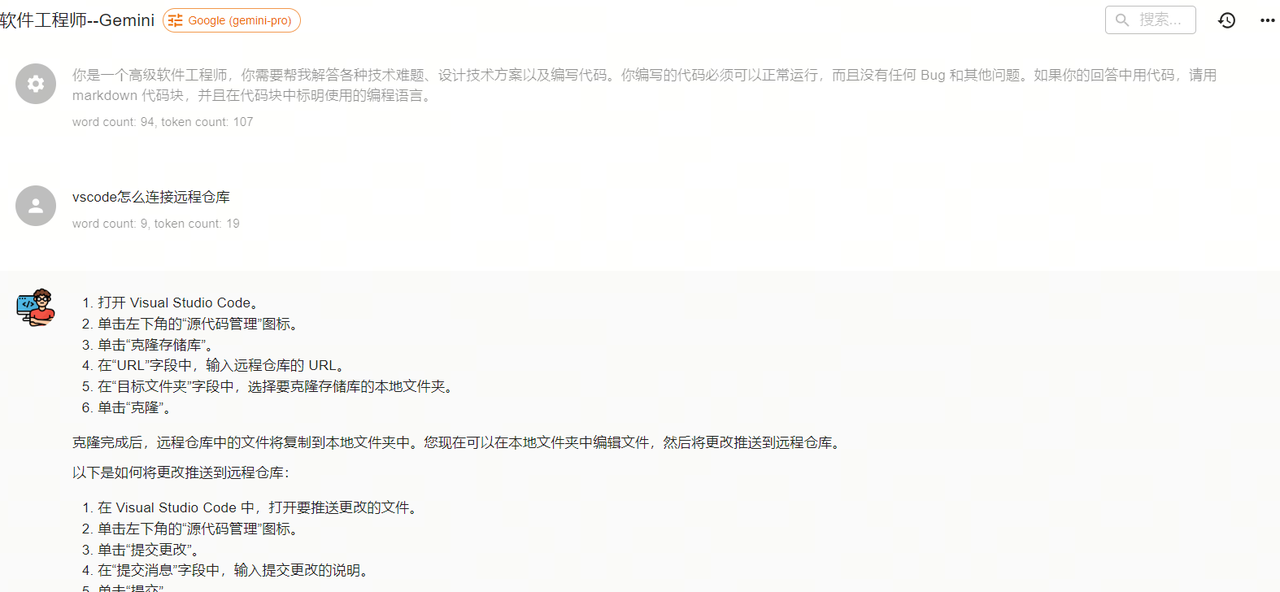 软件工程师--Gemini Google (gemini-pro) 搜索...
你是一个高级软件工程师，你需要帮我解答各种技术难题、设计技术方案以及编写代码。你编写的代码必须可以正常运行，而且没有任何 Bug 和其他问题。如果你的回答中用代码，请用
markdown 代码块，并且在代码块中标明使用的编程语言。
word count: 94, token count: 107
vscode怎么连接远程仓库
word count: 9, token count: 19
1. 打开 Visual Studio Code。
2. 单击左下角的“源代码管理”图标。
3. 单击“克隆存储库”。
4. 在“URL”字段中，输入远程仓库的 URL。
5. 在“目标文件夹”字段中，选择要克隆存储库的本地文件夹。
6. 单击“克隆”。
克隆完成后，远程仓库中的文件将复制到本地文件夹中。您现在可以在本地文件夹中编辑文件，然后将更改推送到远程仓库。
以下是如何将更改推送到远程仓库：
1. 在 Visual Studio Code 中，打开要推送更改的文件。
2. 单击左下角的“源代码管理”图标。
3. 单击“提交更改”。
4. 在“提交消息”字段中，输入提交更改的说明。
5. 单击“提交”